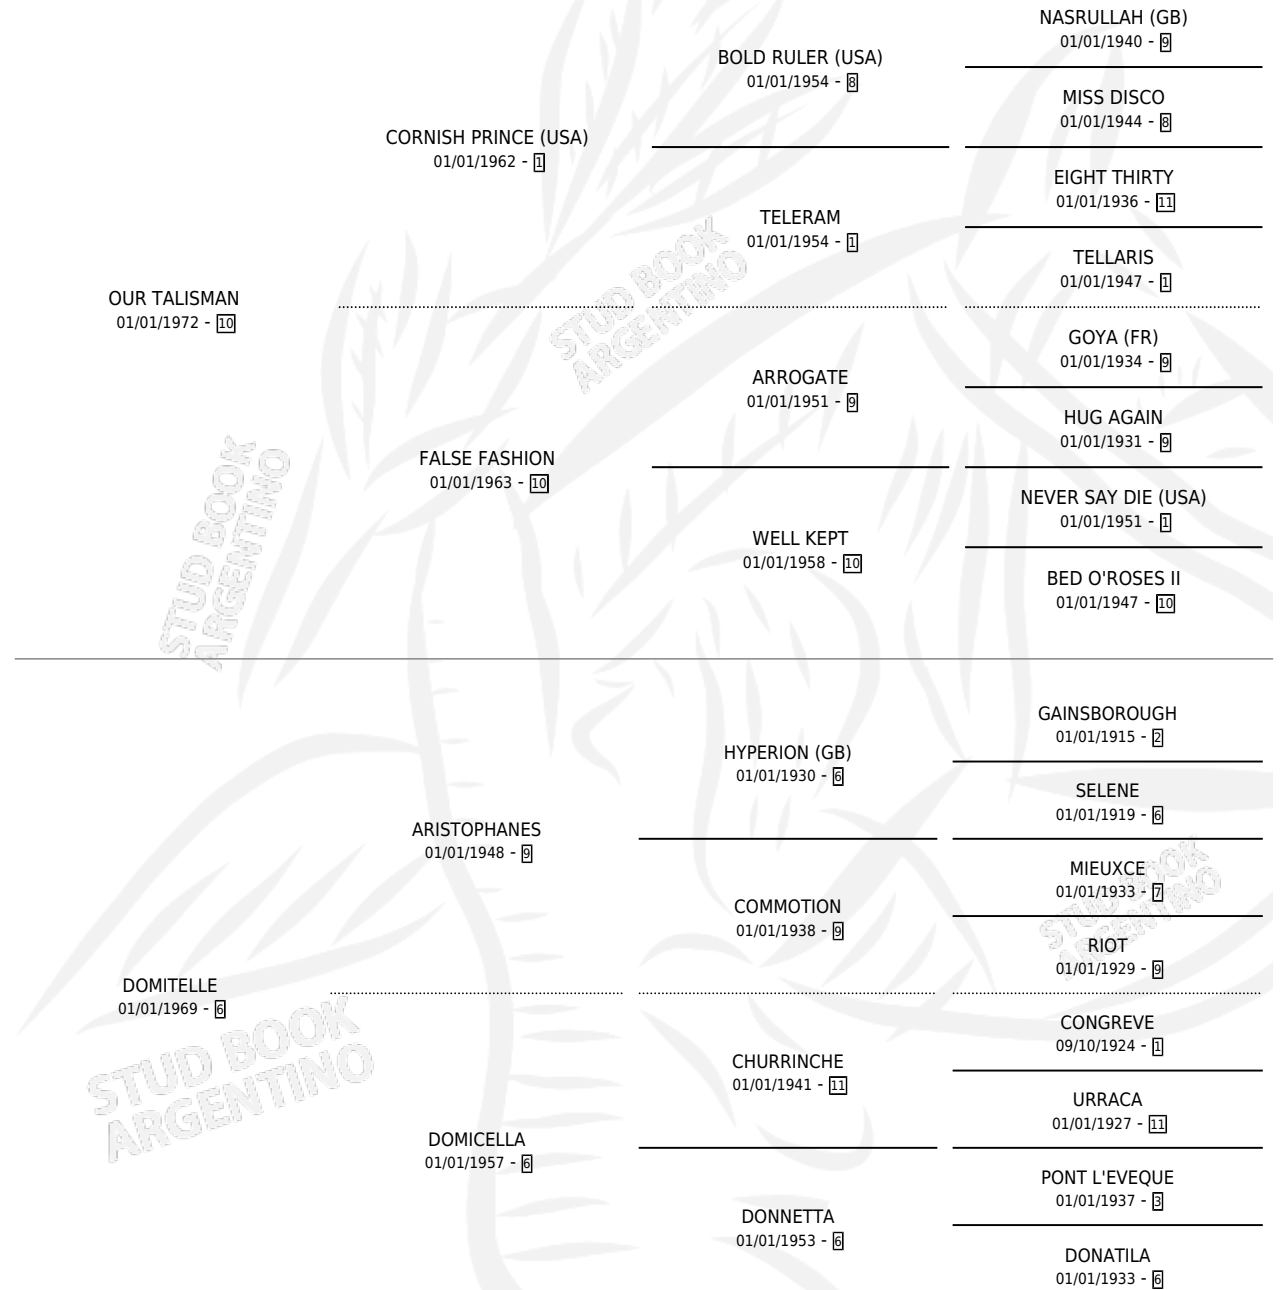 NASRULLAH (GB)
01/01/1940 - 9
BOLD RULER (USA)
01/01/1954 - 8
MISS DISCO
01/01/1944 - 8
CORNISH PRINCE (USA)
01/01/1962 - 1
EIGHT THIRTY
01/01/1936 - 11
TELERAM
01/01/1954 - 1
TELLARIS
01/01/1947 - 1
OUR TALISMAN
01/01/1972 - 10
GOYA (FR)
01/01/1934 - 9
ARROGATE
01/01/1951 - 9
HUG AGAIN
01/01/1931 - 9
FALSE FASHION
01/01/1963 - 10
NEVER SAY DIE (USA)
01/01/1951 - 1
WELL KEPT
01/01/1958 - 10
BED O'ROSES II
01/01/1947 - 10
GAINSBOROUGH
01/01/1915 - 2
HYPERION (GB)
01/01/1930 - 6
SELENE
01/01/1919 - 6
ARISTOPHANES
01/01/1948 - 9
MIEUXCE
01/01/1933 - 7
COMMOTION
01/01/1938 - 9
RIOT
01/01/1929 - 9
DOMITELLE
01/01/1969 - 6
CONGREVE
09/10/1924 - 1
CHURRINCHE
01/01/1941 - 11
URRACA
01/01/1927 - 11
DOMICELLA
01/01/1957 - 6
PONT L'EVEQUE
01/01/1937 - 3
DONNETTA
01/01/1953 - 6
DONATILA
01/01/1933 - 6
STUD BOOK
ARGENTINO
STUD BOOK
ARGENTINO
STUD BOOK
ARGENTINO
STUD BOOK
ARGENTINO